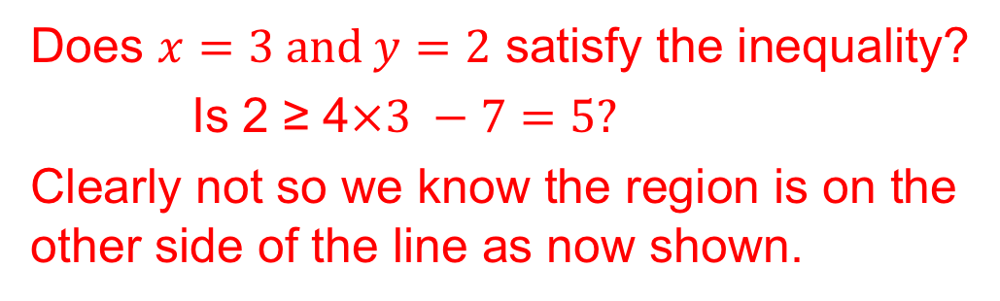 Does x = 3 and y = 2 satisfy the inequality?
Is 2 ≥ 4×3 − 7 = 5?
Clearly not so we know the region is on the
other side of the line as now shown.